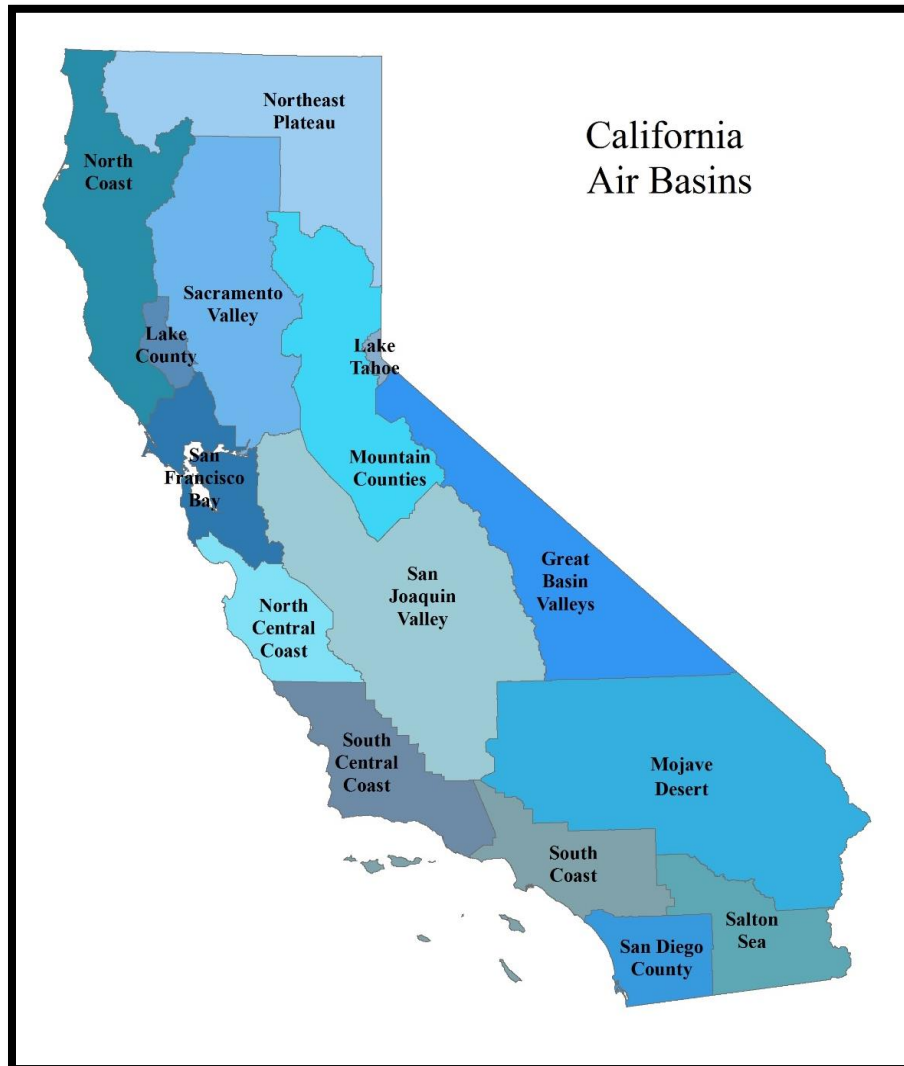 California
Air Basins
Northeast
Plateau
North
Coast
Sacramento
Valley
Lake
County
Lake
Tahoe
San
Francisco
Bay
Mountain
Counties
Great
Basin
Valleys
San
Joaquin
Valley
North
Central
Coast
South
Central
Coast
Mojave
Desert
South
Coast
Salton
Sea
San Diego
County